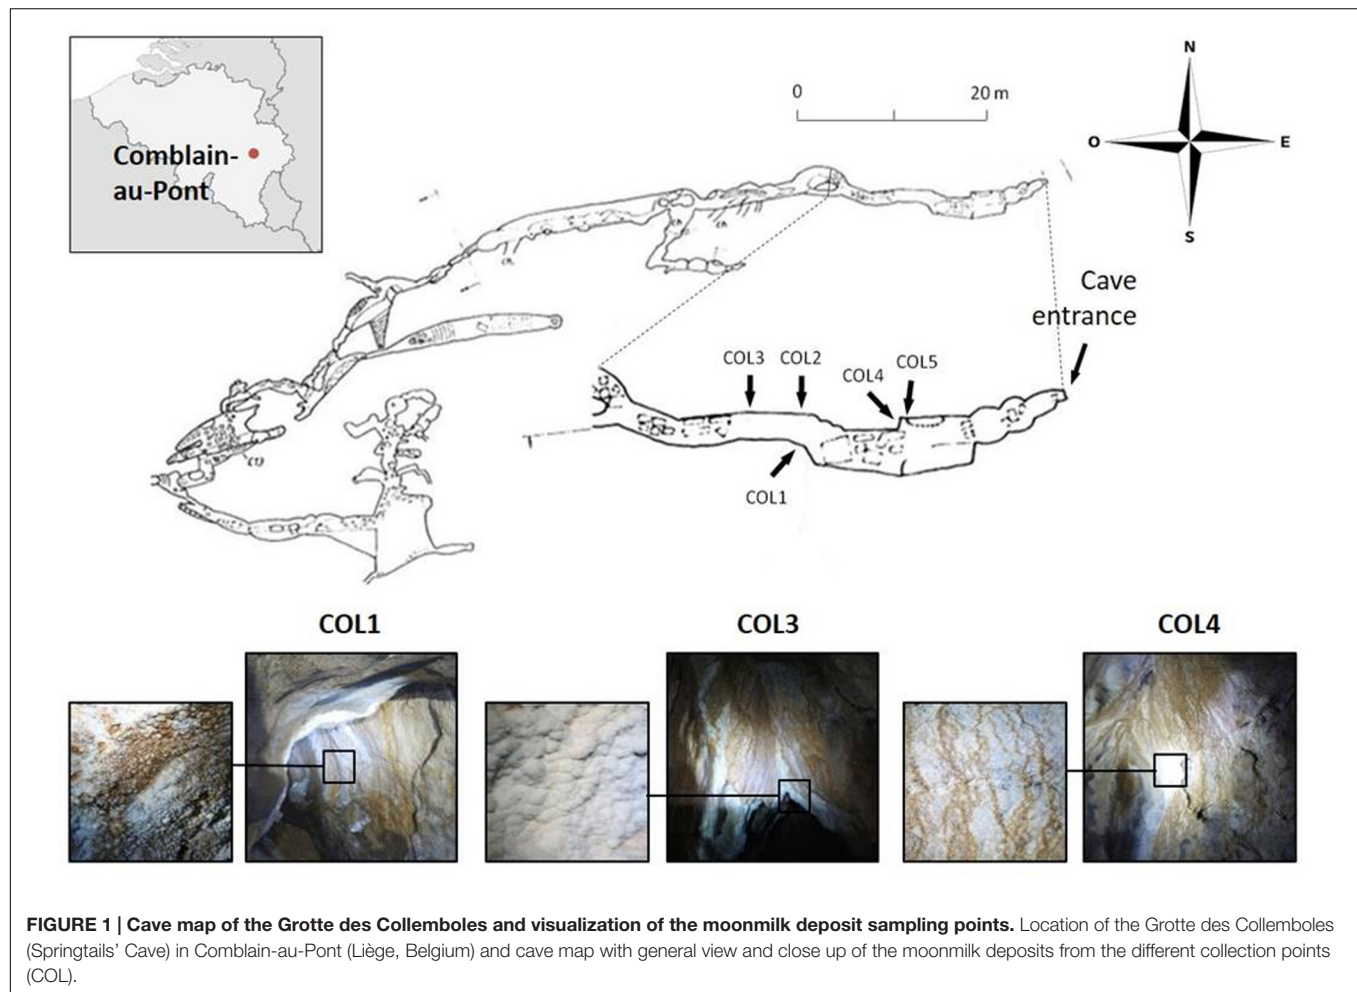 Comblain-
au-Pont
0
20 m
N
O
E
S
Cave
entrance
COL3
COL2
COL4
COL5
COL1
COL1
COL3
COL4
FIGURE 1 | Cave map of the Grotte des Collemboles and visualization of the moonmilk deposit sampling points. Location of the Grotte des Collemboles
(Springtails’ Cave) in Comblain-au-Pont (Liège, Belgium) and cave map with general view and close up of the moonmilk deposits from the different collection points
(COL).